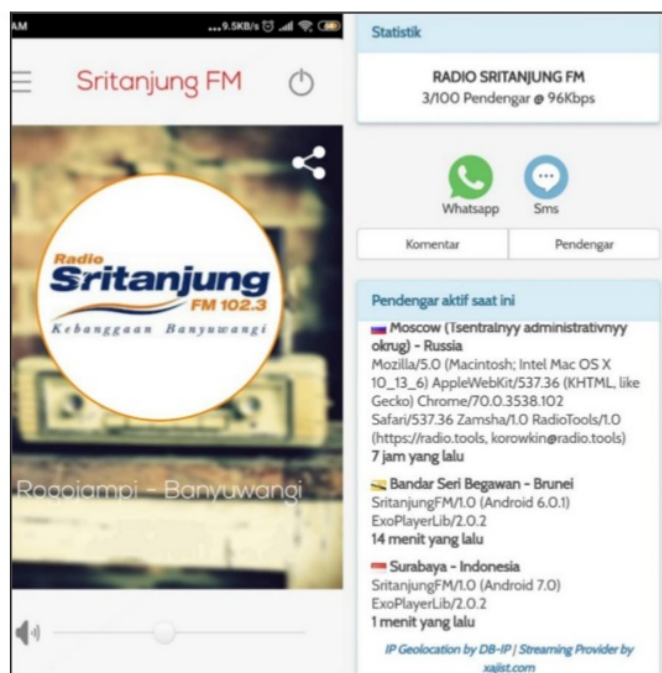 AM
...9.5KB/s
Sritanjung FM
Radio
Sritanjung
FM 102.3
Kebanggaan Banyuwangi
Rogojampi - Banyuwangi
Statistik
RADIO SRITANJUNG FM
3/100 Pendengar @ 96Kbps
Whatsapp
Sms
Komentar
Pendengar
Pendengar aktif saat ini
Moscow (Tsentralnyy administrativnyy
okrug) - Russia
Mozilla/5.0 (Macintosh; Intel Mac OS X
10_13_6) AppleWebKit/537.36 (KHTML, like
Gecko) Chrome/70.0.3538.102
Safari/537.36 Zamsha/1.0 RadioTools/1.0
(https://radio.tools, korowkin@radio.tools)
7 jam yang lalu
Bandar Seri Begawan - Brunei
SritanjungFM/1.0 (Android 6.0.1)
ExoPlayerLib/2.0.2
14 menit yang lalu
Surabaya - Indonesia
SritanjungFM/1.0 (Android 7.0)
ExoPlayerLib/2.0.2
1 menit yang lalu
IP Geolocation by DB-IP | Streaming Provider by
xajist.com